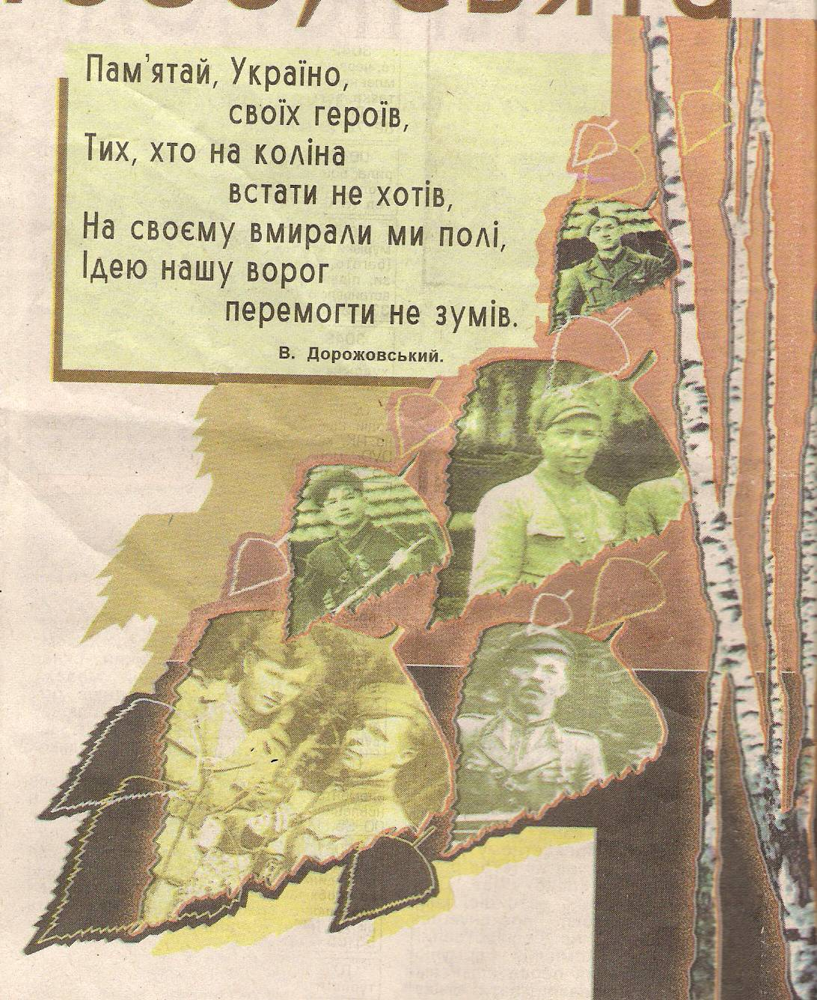 Пам'ятай, Україно,
своїх героїв,
Тих, хто на коліна
встати не хотів,
На своєму вмирали ми полі,
Ідею нашу ворог
перемогти не зумів.
В. Дорожовський.